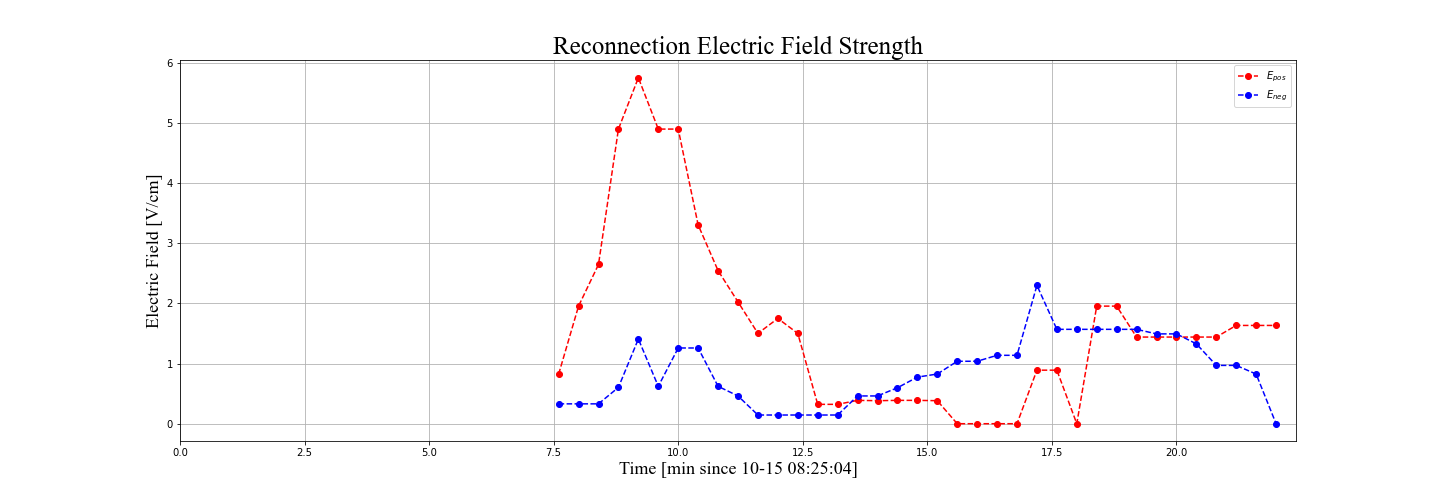 Reconnection Electric Field Strength
6
5
4
3
2
1
0
Electric Field [V/cm]
E_pos
E_neg
0.0 2.5 5.0 7.5 10.0 12.5 15.0 17.5 20.0
Time [min since 10-15 08:25:04]